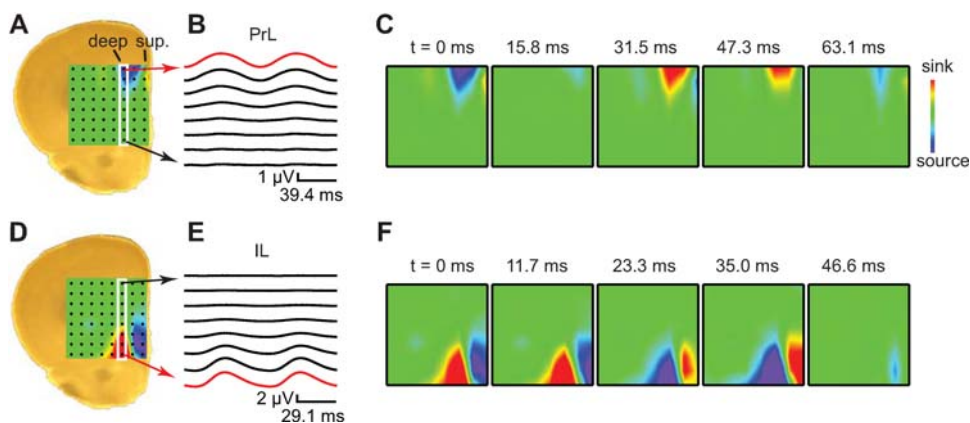 A
deep sup.
B
PrL
1 µV
39.4 ms
C
t = 0 ms 15.8 ms 31.5 ms 47.3 ms 63.1 ms
sink
source
D
E
IL
2 µV
29.1 ms
F
t = 0 ms 11.7 ms 23.3 ms 35.0 ms 46.6 ms